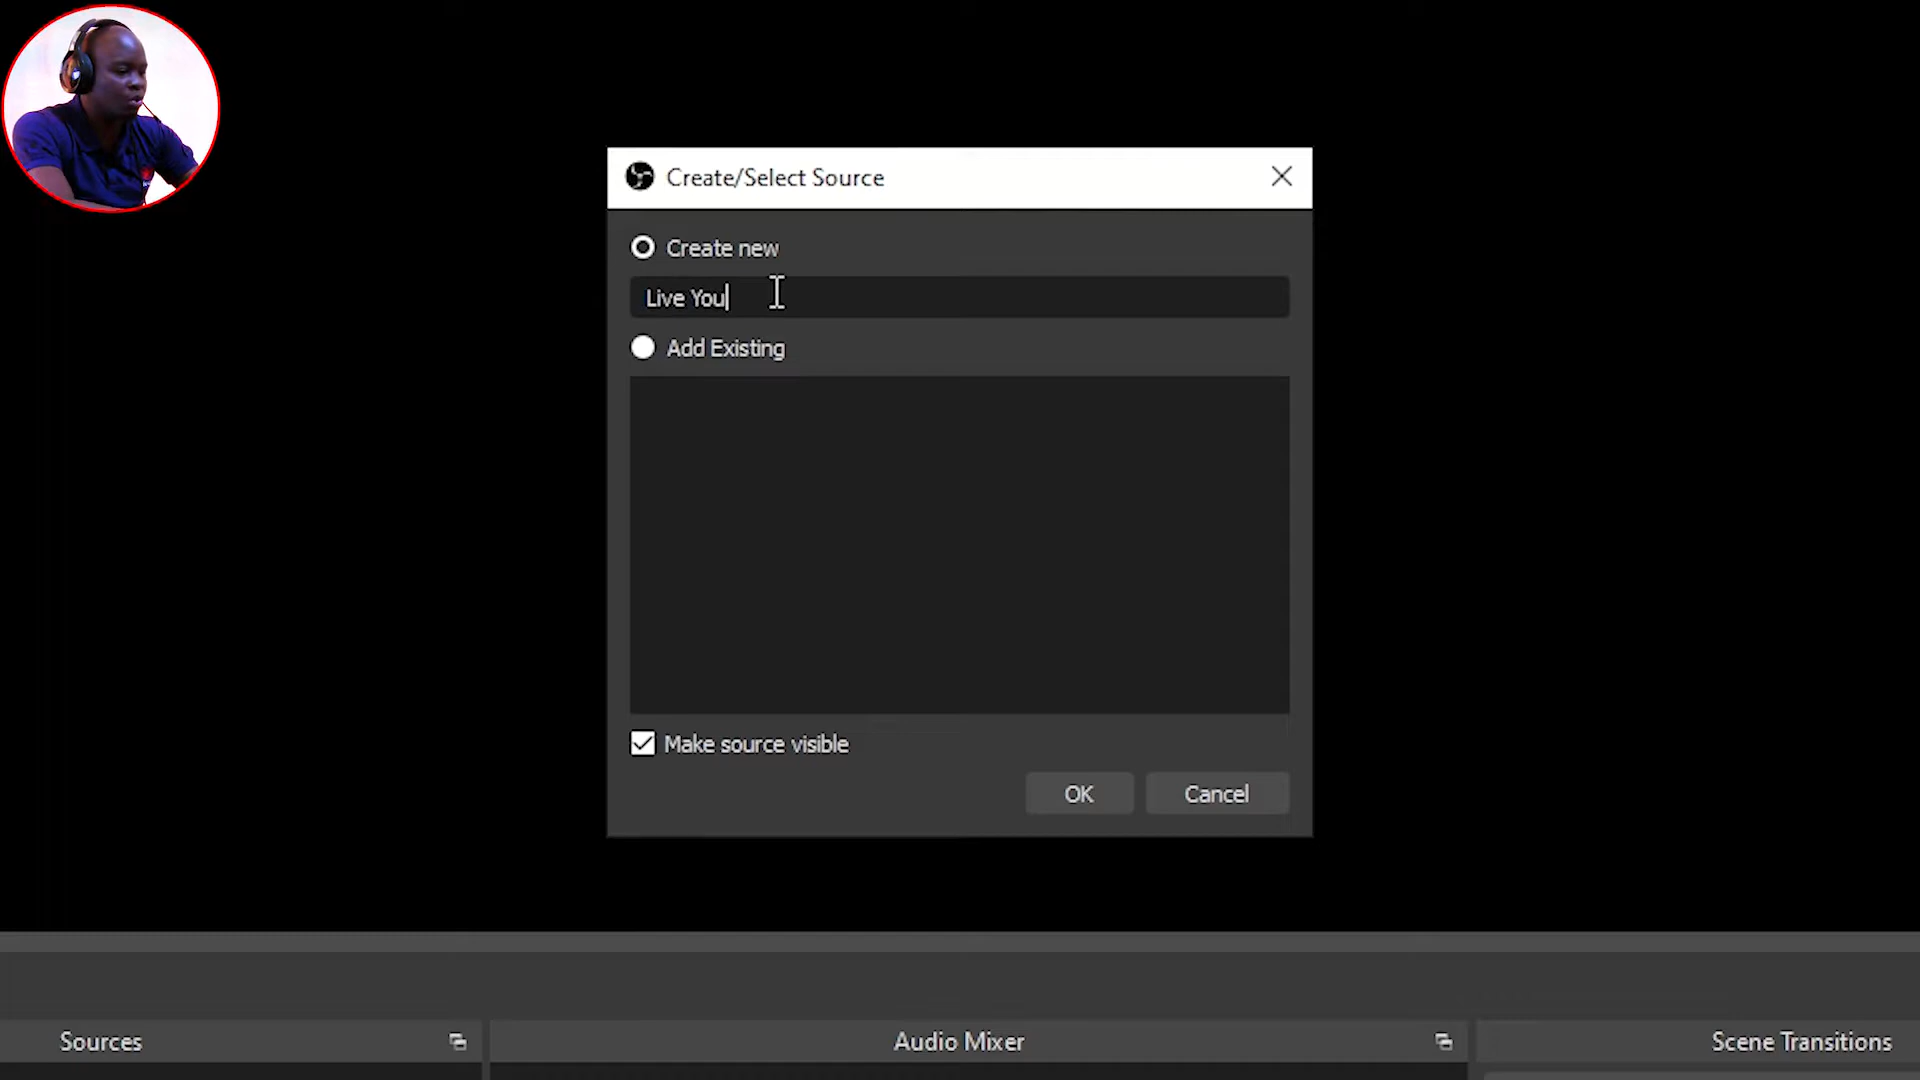 Create/Select Source
Create new
Live You
Add Existing
Make source visible
OK
Cancel
Sources
Audio Mixer
Scene Transitions